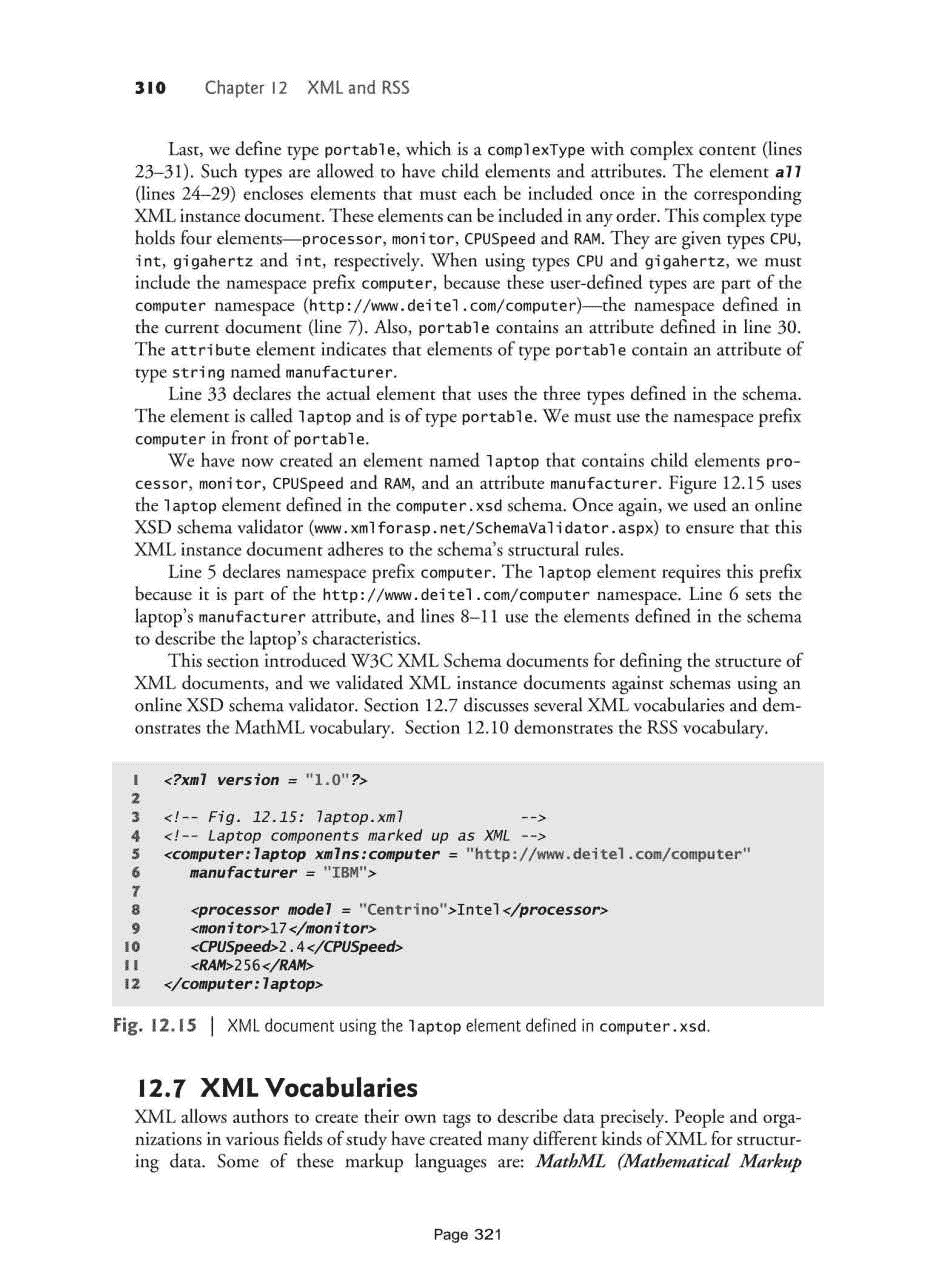 310 Chapter 12 XML and RSS
Last, we define type portable, which is a complexType with complex content (lines
23–31). Such types are allowed to have child elements and attributes. The element all
(lines 24–29) encloses elements that must each be included once in the corresponding
XML instance document. These elements can be included in any order. This complex type
holds four elements—processor, monitor, CPUSpeed and RAM. They are given types CPU,
int, gigahertz and int, respectively. When using types CPU and gigahertz, we must
include the namespace prefix computer, because these user-defined types are part of the
computer namespace (http://www.deitel.com/computer)—the namespace defined in
the current document (line 7). Also, portable contains an attribute defined in line 30.
The attribute element indicates that elements of type portable contain an attribute of
type string named manufacturer.
Line 33 declares the actual element that uses the three types defined in the schema.
The element is called laptop and is of type portable. We must use the namespace prefix
computer in front of portable.
We have now created an element named laptop that contains child elements pro-
cessor, monitor, CPUSpeed and RAM, and an attribute manufacturer. Figure 12.15 uses
the laptop element defined in the computer.xsd schema. Once again, we used an online
XSD schema validator (www.xmlforasp.net/SchemaValidator.aspx) to ensure that this
XML instance document adheres to the schema's structural rules.
Line 5 declares namespace prefix computer. The laptop element requires this prefix
because it is part of the http://www.deitel.com/computer namespace. Line 6 sets the
laptop's manufacturer attribute, and lines 8–11 use the elements defined in the schema
to describe the laptop's characteristics.
This section introduced W3C XML Schema documents for defining the structure of
XML documents, and we validated XML instance documents against schemas using an
online XSD schema validator. Section 12.7 discusses several XML vocabularies and dem-
onstrates the MathML vocabulary. Section 12.10 demonstrates the RSS vocabulary.
1 <?xml version = "1.0"?>
2
3 <!-- Fig. 12.15: laptop.xml -->
4 <!-- Laptop components marked up as XML -->
5 <computer:laptop xmlns:computer = "http://www.deitel.com/computer"
6 manufacturer = "IBM">
7
8 <processor model = "Centrino">Intel</processor>
9 <monitor>17</monitor>
10 <CPUSpeed>2.4</CPUSpeed>
11 <RAM>256</RAM>
12 </computer:laptop>
Fig. 12.15 | XML document using the laptop element defined in computer.xsd.
12.7 XML Vocabularies
XML allows authors to create their own tags to describe data precisely. People and orga-
nizations in various fields of study have created many different kinds of XML for structur-
ing data. Some of these markup languages are: MathML (Mathematical Markup
Page 321